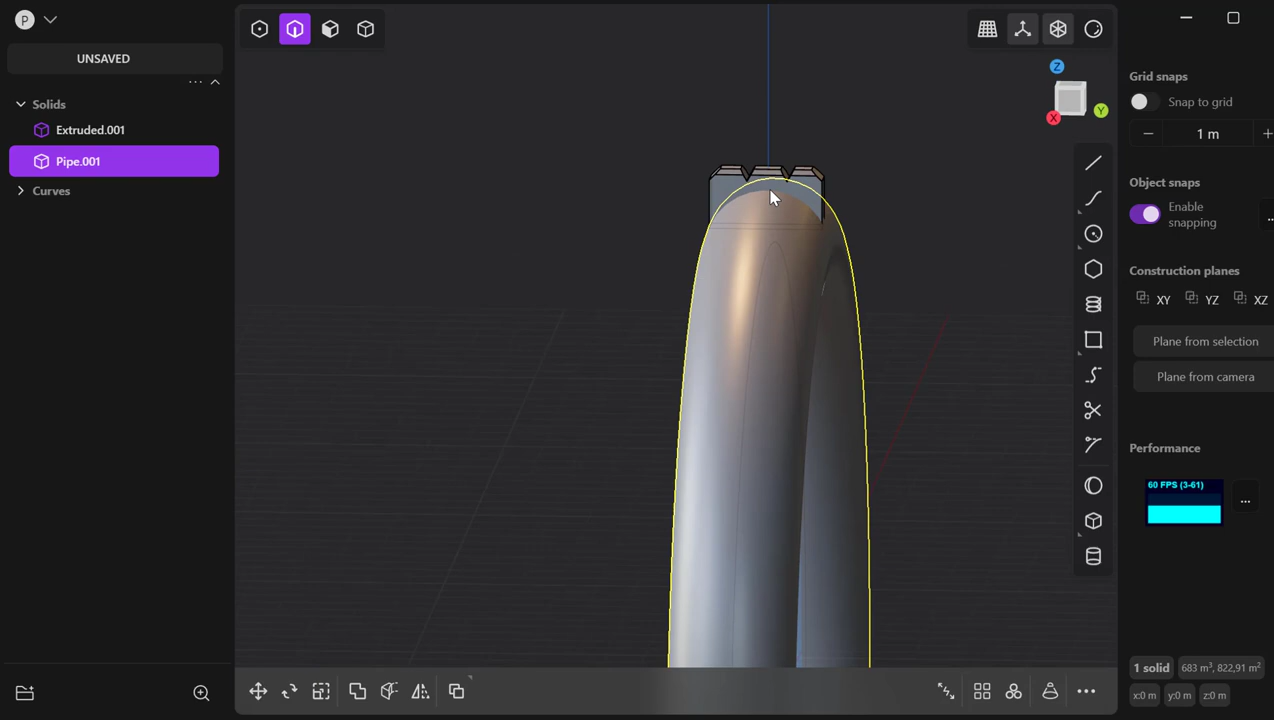 P
UNSAVED
Solids
Extruded.001
Pipe.001
Curves
Z
X
Y
Grid snaps
Snap to grid
1 m
Object snaps
Enable
snapping
Construction planes
XY
YZ
XZ
Plane from selection
Plane from camera
Performance
60 FPS (3-61)
1 solid
683 m³, 822,91 m²
x:0 m
y:0 m
z:0 m